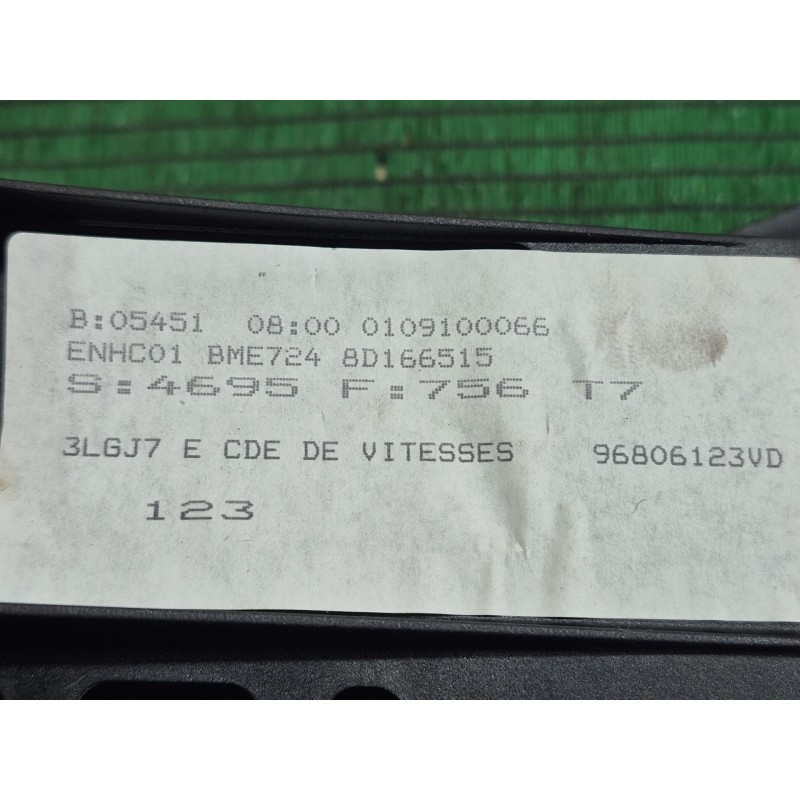 B:05451 08:00 0109100066
ENHC01 BME724 8D166515
S:4695 F:756 T7
3LGJ7 E CDE DE VITESSES 96806123VD
123